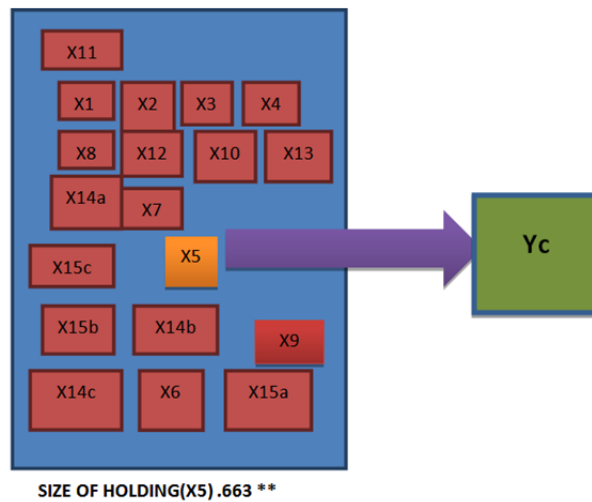 X11
X1 X2 X3 X4
X8 X12 X10 X13
X14a X7
X5 Yc
X15c
X15b X14b
X9
X14c X6 X15a
SIZE OF HOLDING(X5) .663 **